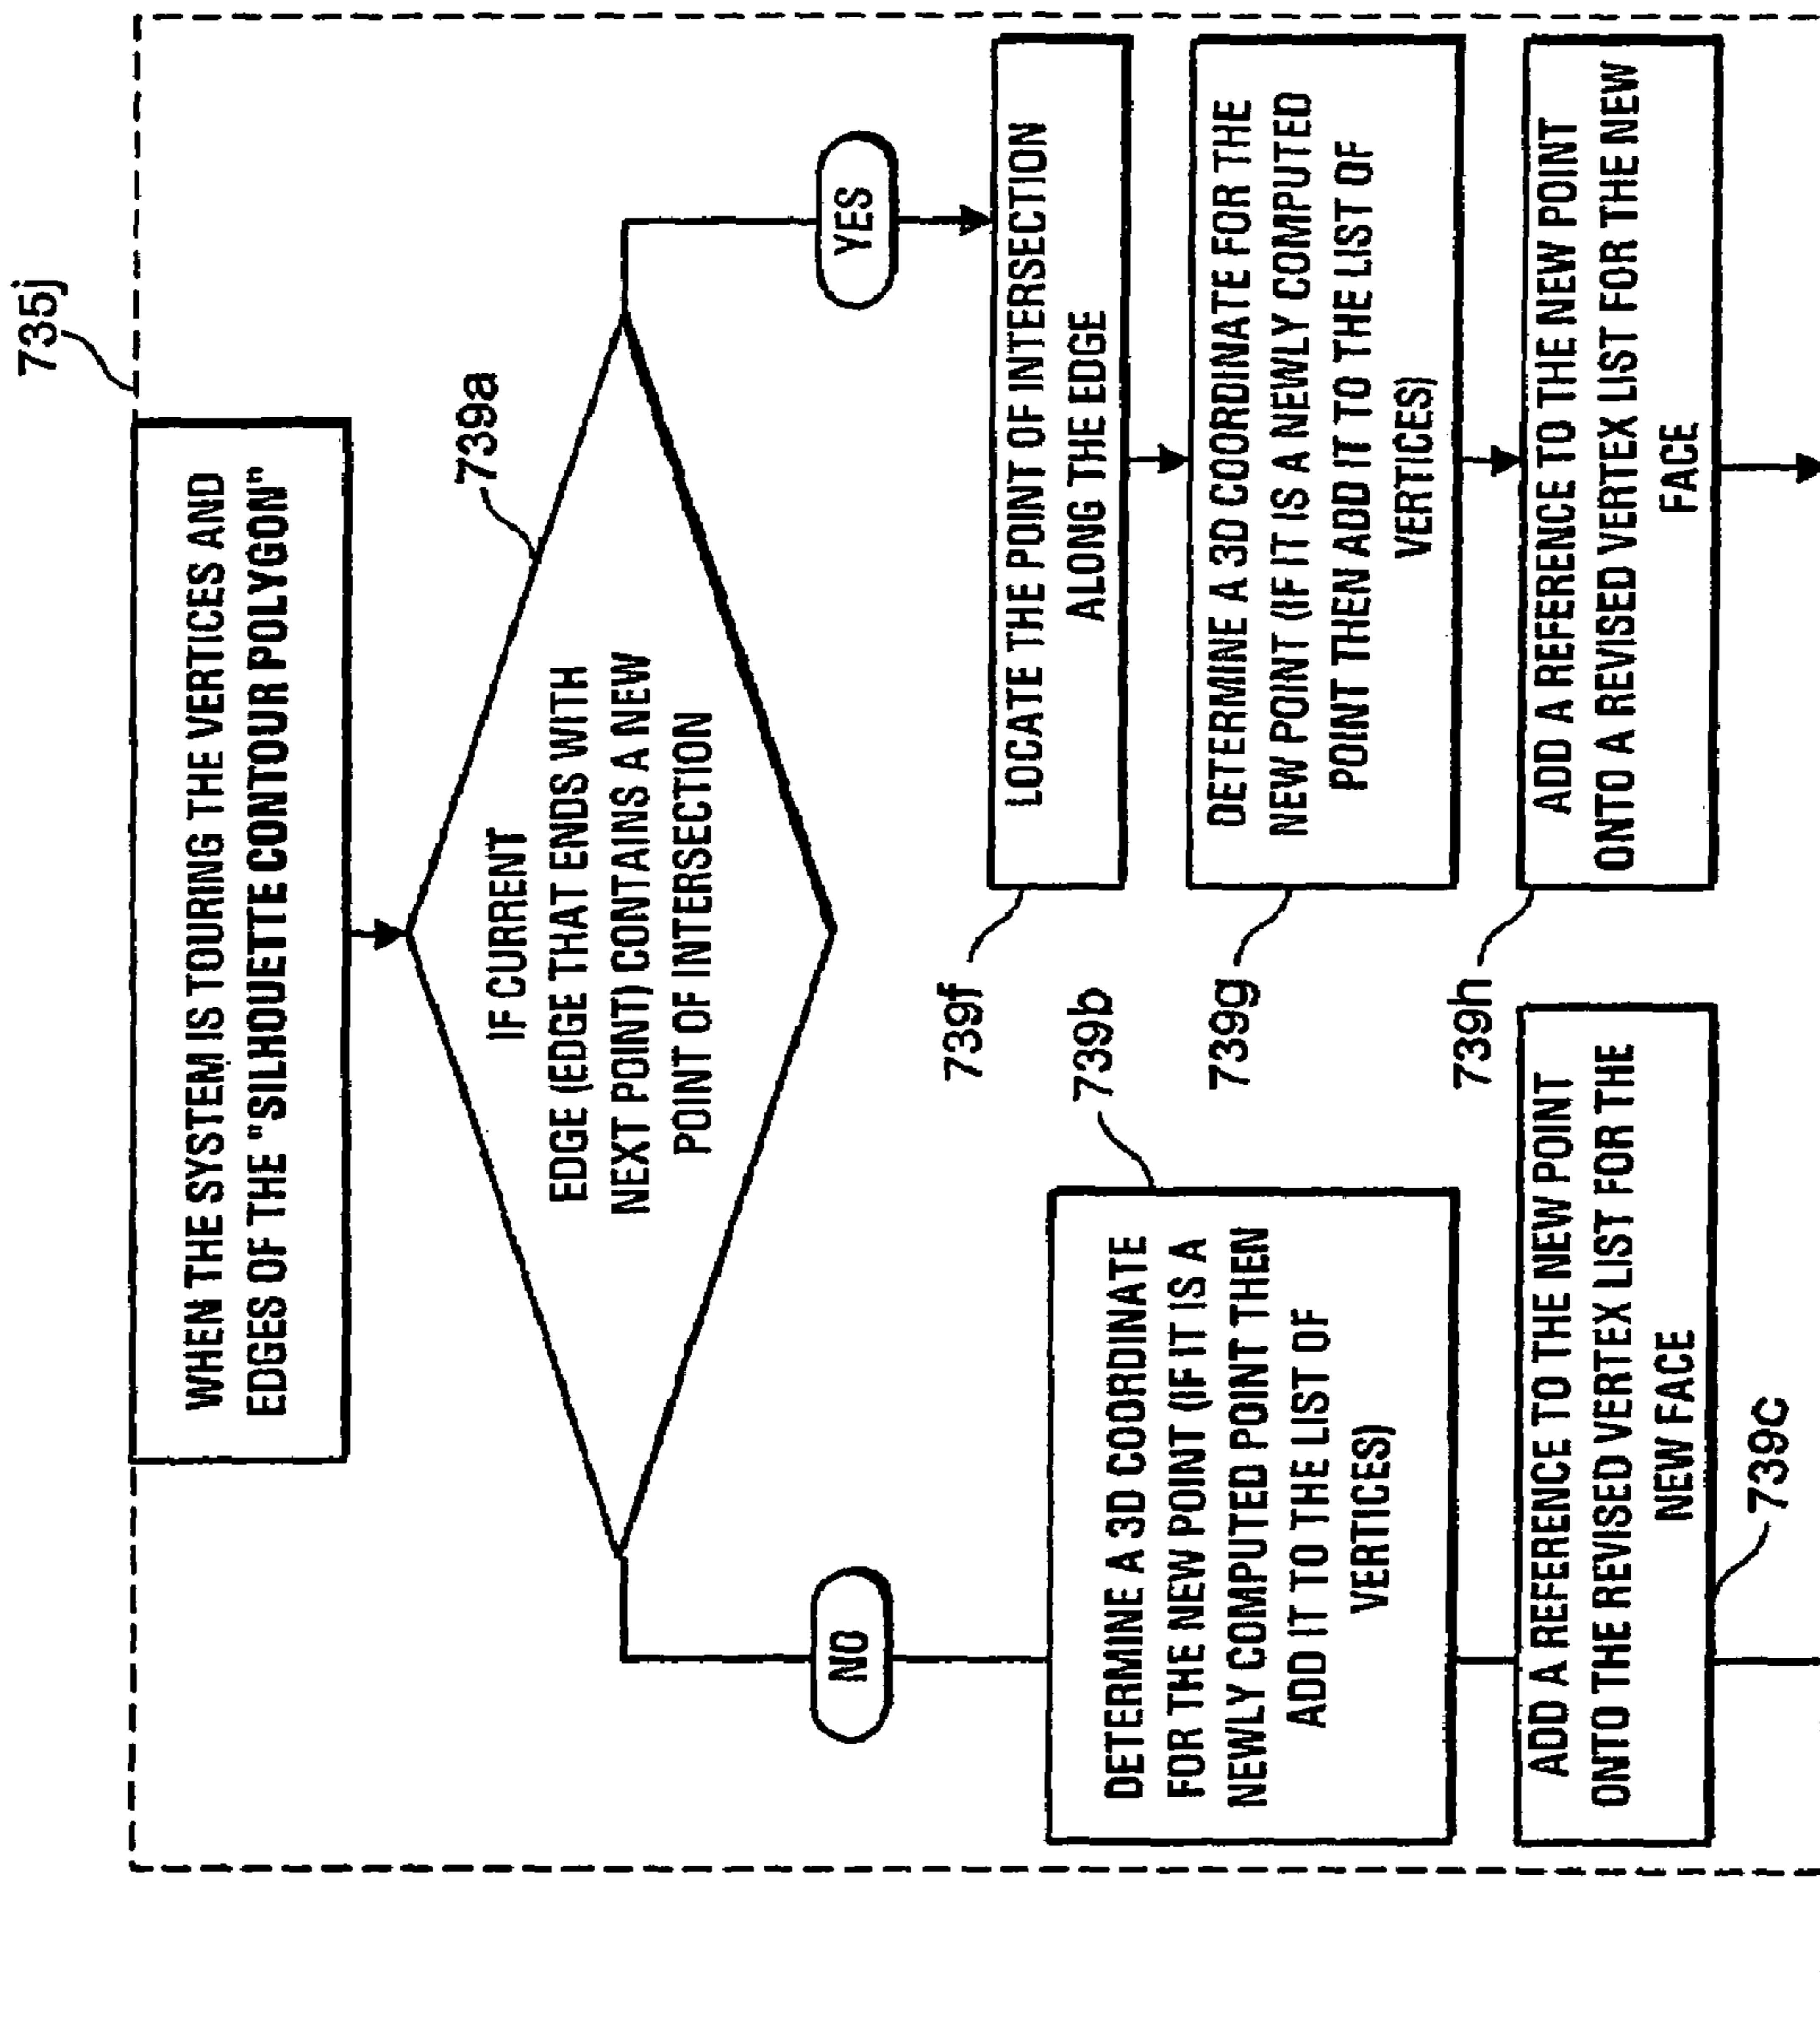 735j
WHEN THE SYSTEM IS TOURING THE VERTICES AND
EDGES OF THE "SILHOUETTE CONTOUR POLYGON"
739a
IF CURRENT
EDGE (EDGE THAT ENDS WITH
NEXT POINT) CONTAINS A NEW
POINT OF INTERSECTION
NO
YES
739f
LOCATE THE POINT OF INTERSECTION
ALONG THE EDGE
739b
DETERMINE A 3D COORDINATE
FOR THE NEW POINT (IF IT IS A
NEWLY COMPUTED POINT THEN
ADD IT TO THE LIST OF
VERTICES)
739g
DETERMINE A 3D COORDINATE FOR THE
NEW POINT (IF IT IS A NEWLY COMPUTED
POINT THEN ADD IT TO THE LIST OF
VERTICES)
739h
ADD A REFERENCE TO THE NEW POINT
ONTO THE REVISED VERTEX LIST FOR THE
NEW FACE
739c
ADD A REFERENCE TO THE NEW POINT
ONTO A REVISED VERTEX LIST FOR THE NEW
FACE